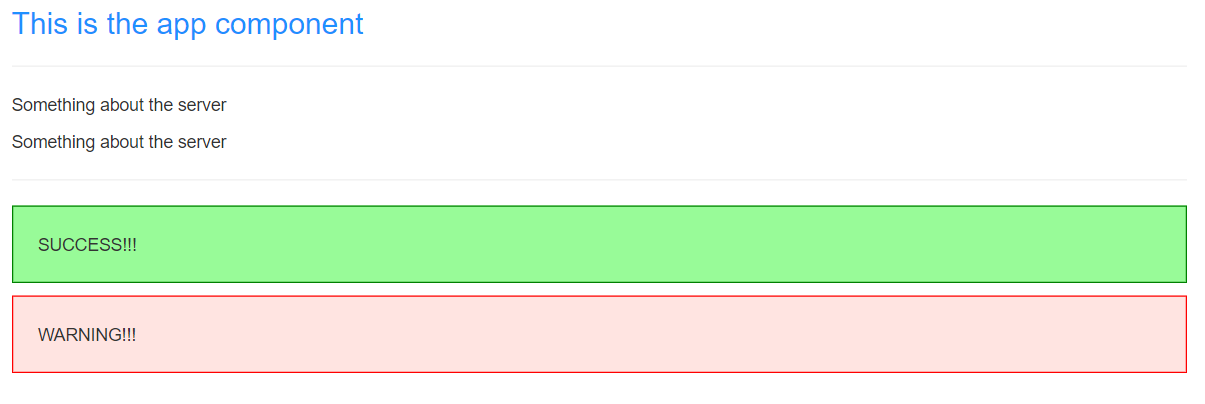 This is the app component
Something about the server
Something about the server
SUCCESS!!!
WARNING!!!